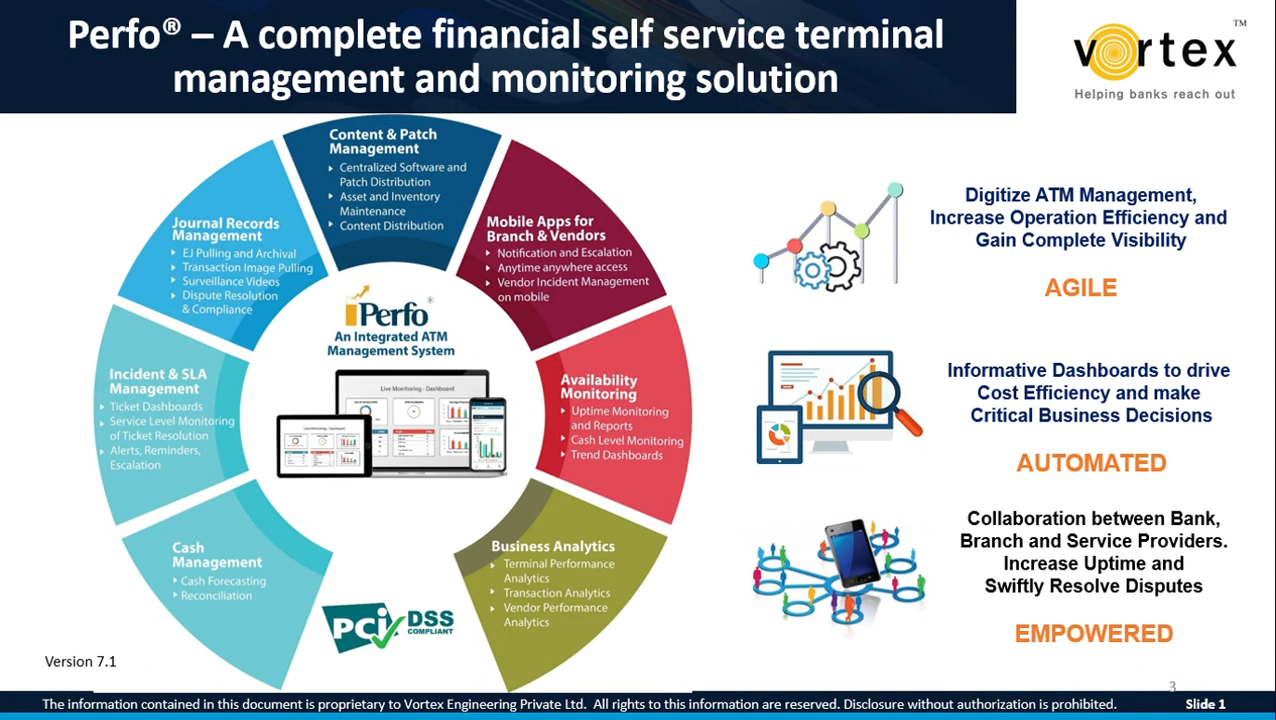 Perfo® – A complete financial self service terminal
management and monitoring solution
vortex™
Helping banks reach out
Content & Patch
Management
Centralized Software and
Patch Distribution
Asset and Inventory
Maintenance
Content Distribution
Journal Records
Management
EJ Pulling and Archival
Transaction Image Pulling
Surveillance Videos
Dispute Resolution
& Compliance
Mobile Apps for
Branch & Vendors
Notification and Escalation
Anytime anywhere access
Vendor Incident Management
on mobile
Incident & SLA
Management
Ticket Dashboards
Service Level Monitoring
of Ticket Resolution
Alerts, Reminders,
Escalation
Perfo®
An Integrated ATM
Management System
Live Monitoring - Dashboard
Availability
Monitoring
Uptime Monitoring
and Reports
Cash Level Monitoring
Trend Dashboards
Cash
Management
Cash Forecasting
Reconciliation
Business Analytics
Terminal Performance
Analytics
Transaction Analytics
Vendor Performance
Analytics
PCI DSS
COMPLIANT
Digitize ATM Management,
Increase Operation Efficiency and
Gain Complete Visibility
AGILE
Informative Dashboards to drive
Cost Efficiency and make
Critical Business Decisions
AUTOMATED
Collaboration between Bank,
Branch and Service Providers.
Increase Uptime and
Swiftly Resolve Disputes
EMPOWERED
Version 7.1
3
The information contained in this document is proprietary to Vortex Engineering Private Ltd. All rights to this information are reserved. Disclosure without authorization is prohibited.
Slide 1